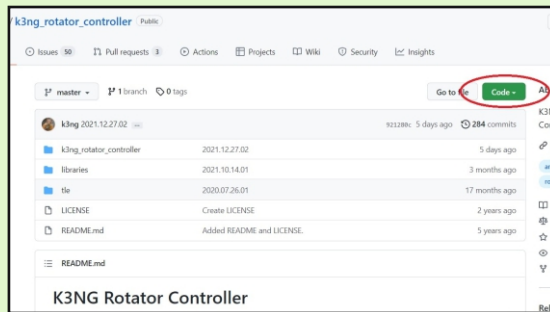 / k3ng_rotator_controller Public
Issues 50 Pull requests 3 Actions Projects Wiki Security Insights
master 1 branch 0 tags Go to file Code
k3ng 2021.12.27.02 ... 5 days ago 284 commits
k3ng_rotator_controller 2021.12.27.02 5 days ago
libraries 2021.10.14.01 3 months ago
tle 2020.07.26.01 17 months ago
LICENSE Create LICENSE 2 years ago
README.md Added README and LICENSE. 5 years ago
README.md
K3NG Rotator Controller